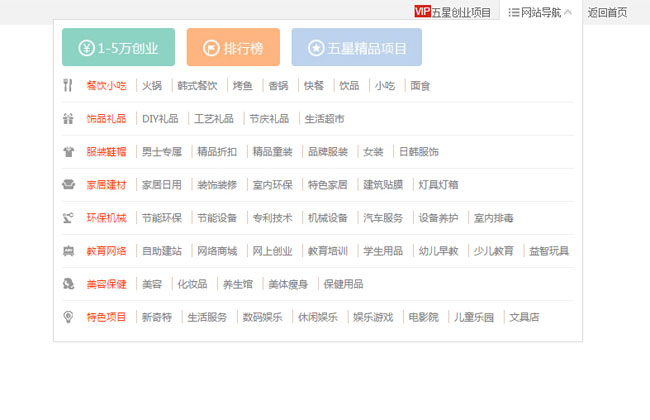 VIP五星创业项目 网站导航 返回首页
1-5万创业 排行榜 五星精品项目
餐饮小吃 火锅 韩式餐饮 烤鱼 香锅 快餐 饮品 小吃 面食
饰品礼品 DIY礼品 工艺礼品 节庆礼品 生活超市
服装鞋帽 男士专属 精品折扣 精品童装 品牌服装 女装 日韩服饰
家居建材 家居日用 装饰装修 室内环保 特色家居 建筑贴膜 灯具灯箱
环保机械 节能环保 节能设备 专利技术 机械设备 汽车服务 设备养护 室内排毒
教育网络 自助建站 网络商城 网上创业 教育培训 学生用品 幼儿早教 少儿教育 益智玩具
美容保健 美容 化妆品 养生馆 美体瘦身 保健用品
特色项目 新奇特 生活服务 数码娱乐 休闲娱乐 娱乐游戏 电影院 儿童乐园 文具店